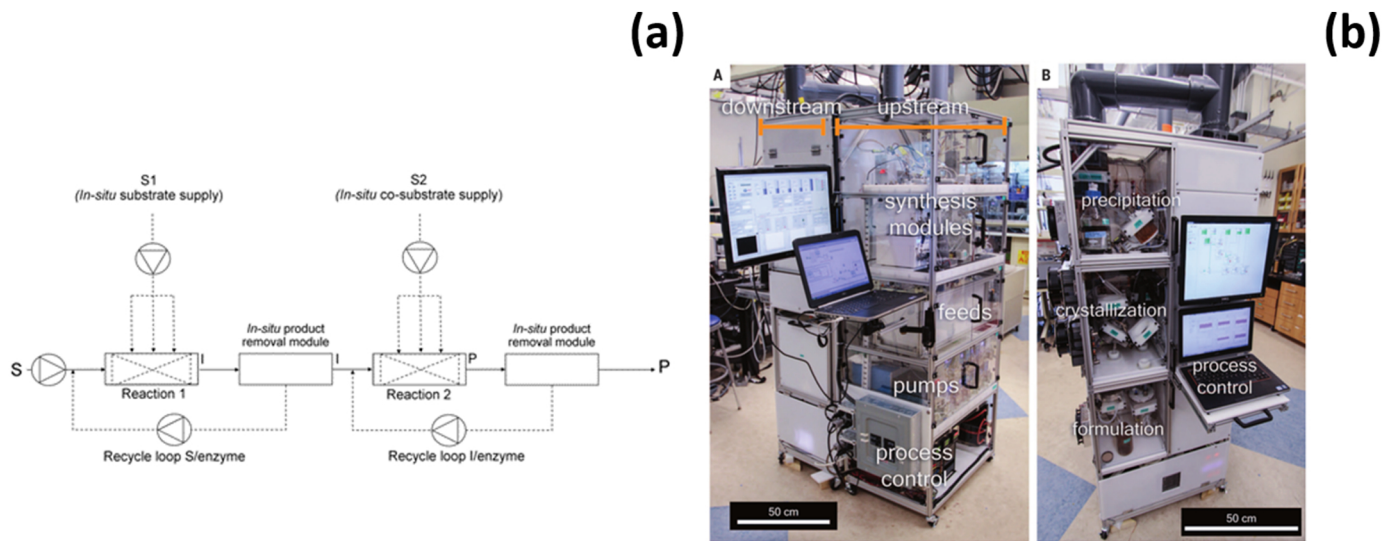 (a)
S1
(In-situ substrate supply)
S2
(In-situ co-substrate supply)
In-situ product
removal module
In-situ product
removal module
S
I
I
P
P
Reaction 1
Reaction 2
Recycle loop S/enzyme
Recycle loop I/enzyme
(b)
A
downstream
upstream
synthesis
modules
feeds
pumps
process
control
50 cm
B
precipitation
crystallization
process
control
formulation
50 cm